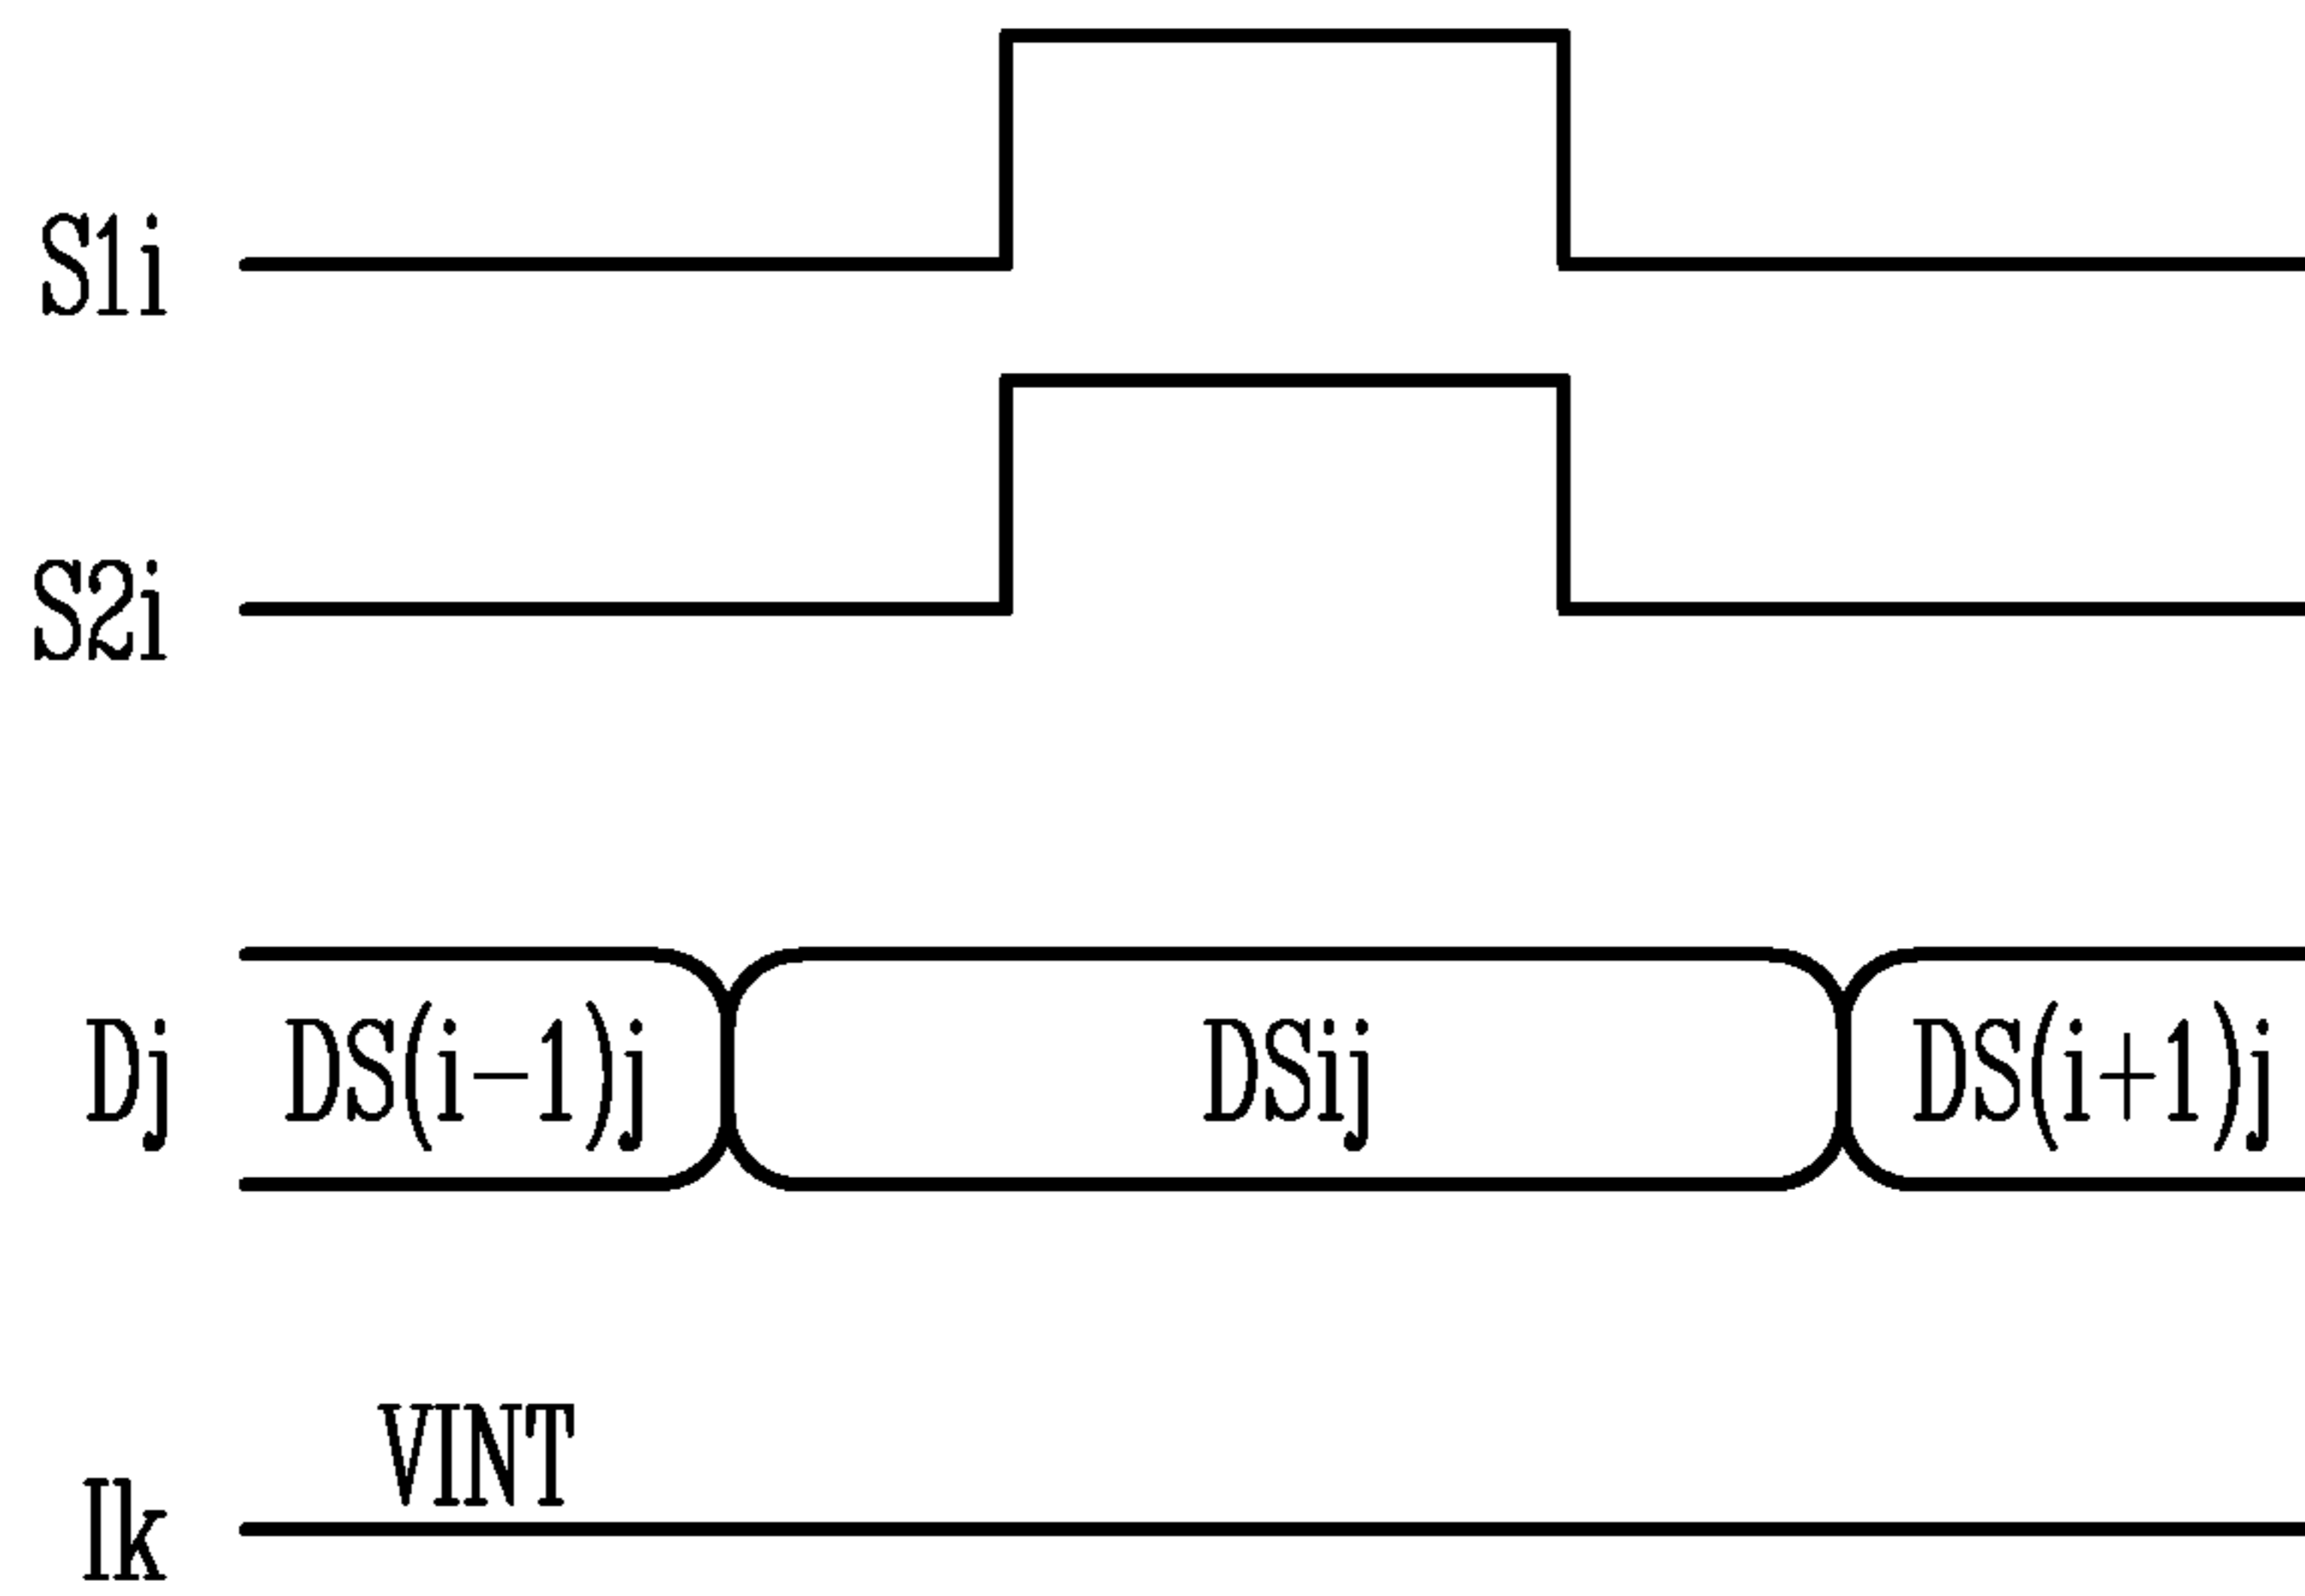 S1i
S2i
Dj DS(i-1)j DSij DS(i+1)j
VINT
Ik